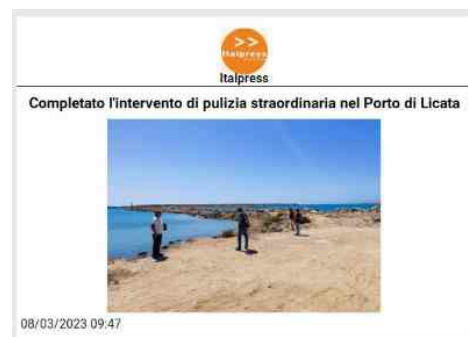 >>
Italpress
Italpress
Completato l'intervento di pulizia straordinaria nel Porto di Licata
08/03/2023 09:47